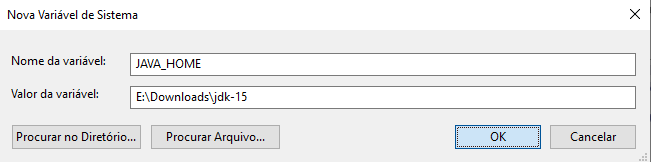 Nova Variável de Sistema
Nome da variável: JAVA_HOME
Valor da variável: E:\Downloads\jdk-15
Procurar no Diretório... Procurar Arquivo... OK Cancelar